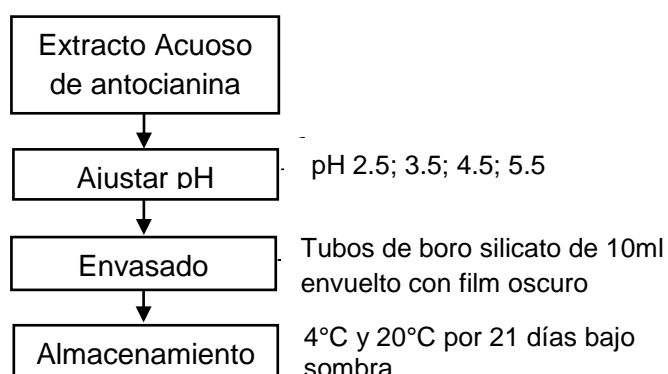 Extracto Acuoso
de antocianina
Ajustar pH
pH 2.5; 3.5; 4.5; 5.5
Envasado
Tubos de boro silicato de 10ml
envuelto con film oscuro
Almacenamiento
4°C y 20°C por 21 días bajo
sombra